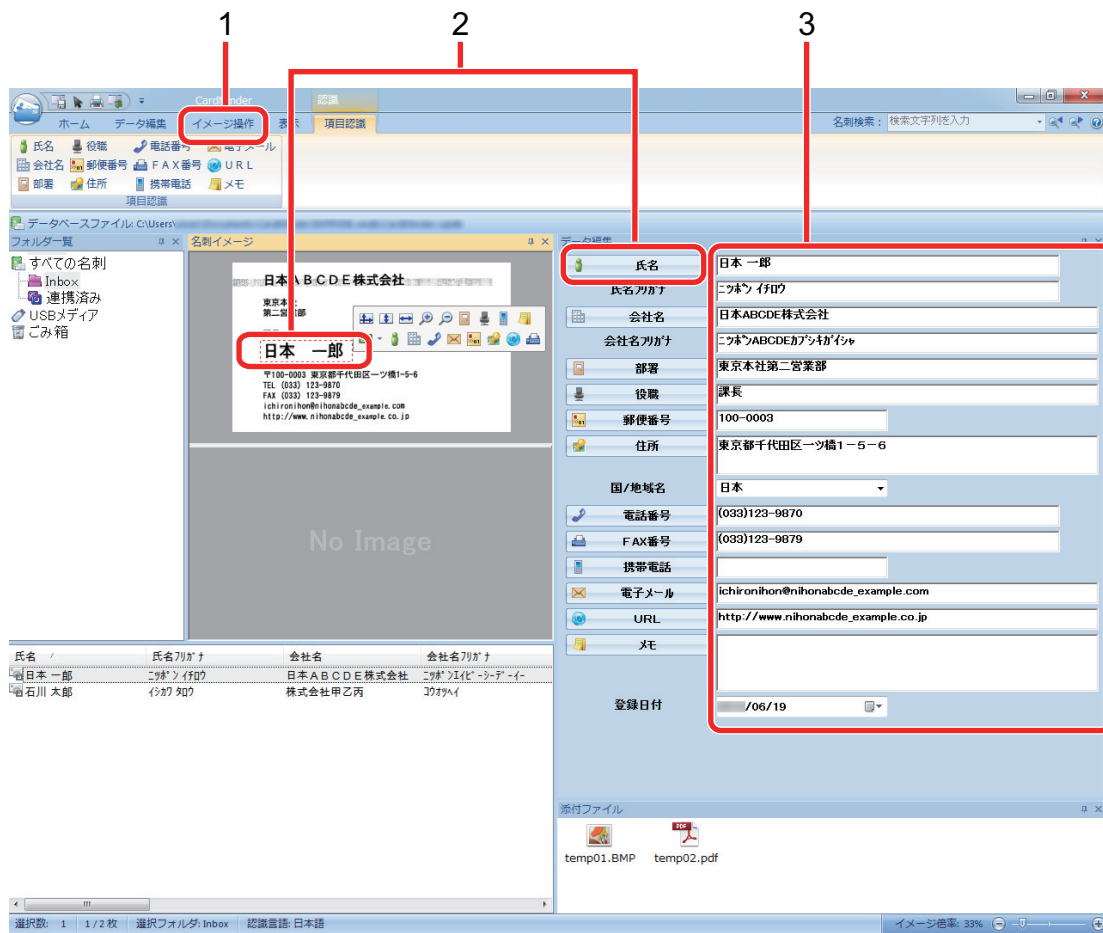 1 2 3
CardMinder 認識
ホーム データ編集 イメージ操作 表示 項目認識 名刺検索: 検索文字列を入力
氏名 役職 電話番号 電子メール
会社名 郵便番号 FAX番号 URL
部署 住所 携帯電話 メモ
項目認識
データベースファイル: C:\Users\
フォルダ一覧
すべての名刺
Inbox
連携済み
USBメディア
ごみ箱
名刺イメージ
日本ABCDE株式会社
東京本社
第二営業部
日本 一郎
〒100-0003 東京都千代田区一ツ橋1-5-6
TEL (033) 123-9870
FAX (033) 123-9879
ichironihon@nihonabcde_example.com
http://www.nihonabcde_example.co.jp
No Image
データ編集
氏名 日本 一郎
氏名フリガナ ニッポン イチロウ
会社名 日本ABCDE株式会社
会社名フリガナ ニッポンABCDEカブシキガイシャ
部署 東京本社第二営業部
役職 課長
郵便番号 100-0003
住所 東京都千代田区一ツ橋1-5-6
国/地域名 日本
電話番号 (033)123-9870
FAX番号 (033)123-9879
携帯電話
電子メール ichironihon@nihonabcde_example.com
URL http://www.nihonabcde_example.co.jp
メモ
登録日付 /06/19
氏名 氏名フリガナ 会社名 会社名フリガナ
日本 一郎 ニッポン イチロウ 日本ABCDE株式会社 ニッポンエイビーシーディーイー
石川 太郎 イシカワ タロウ 株式会社甲乙丙 コウオツヘイ
添付ファイル
temp01.BMP temp02.pdf
選択数: 1 1/2枚 選択フォルダ: Inbox 認識言語: 日本語 イメージ倍率: 33%